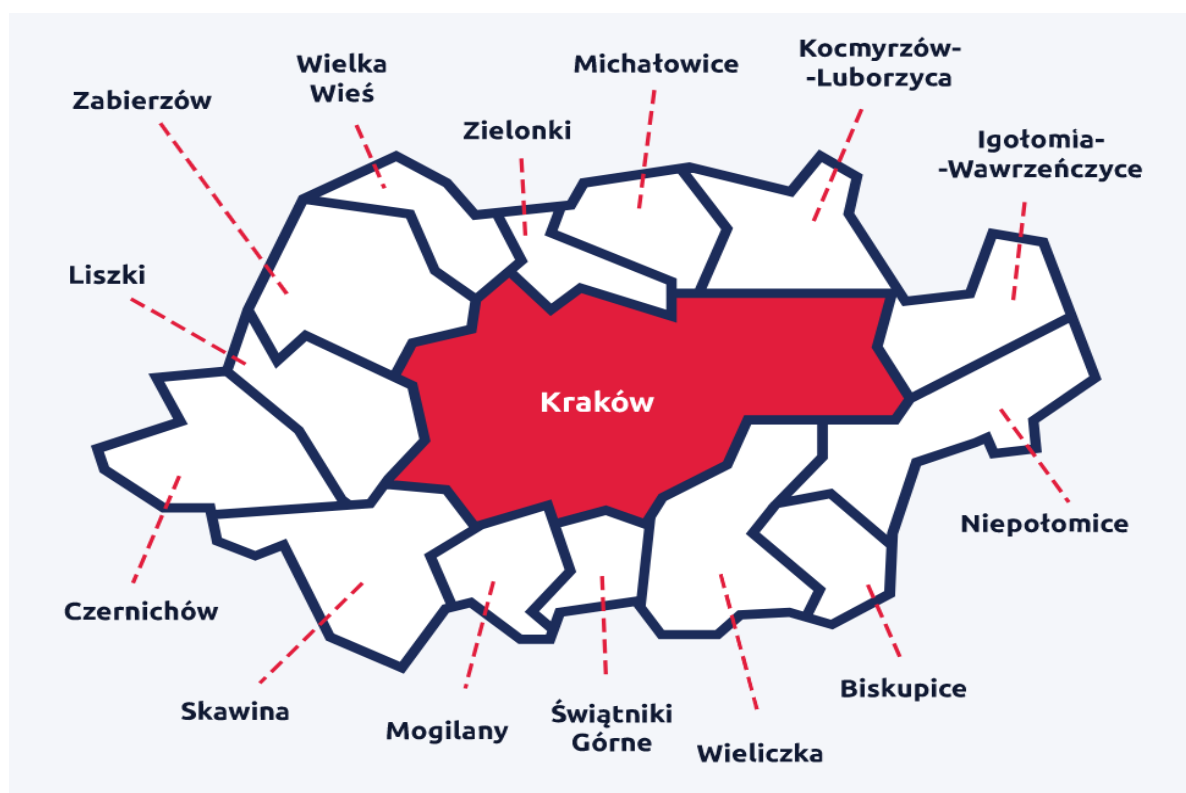 Wielka
Wieś
Michałowice
Kocmyrzów-
-Luborzyca
Zabierzów
Zielonki
Igołomia-
-Wawrzeńczyce
Liszki
Kraków
Niepołomice
Czernichów
Skawina
Mogilany
Świątniki
Górne
Wieliczka
Biskupice